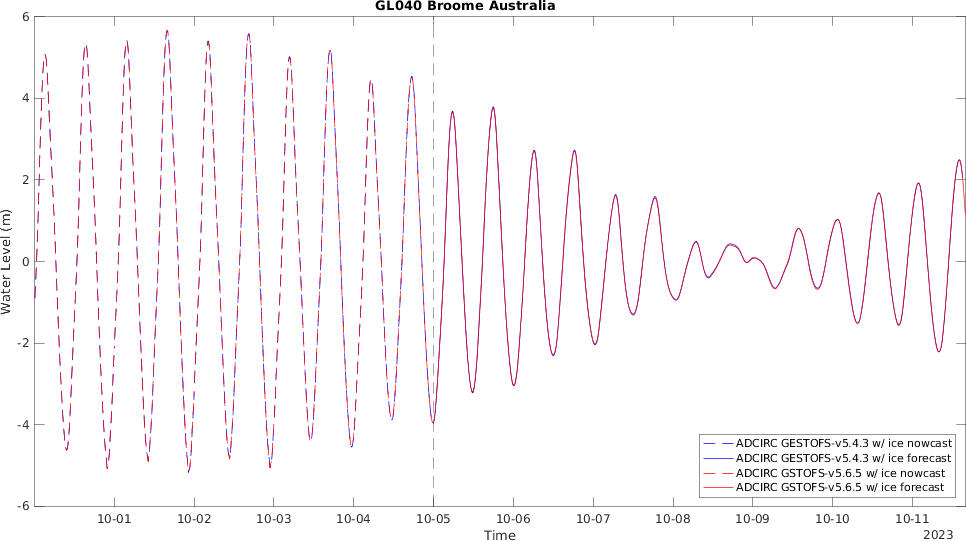 GL040 Broome Australia
6
4
2
0
-2
-4
-6
Water Level (m)
ADCIRC GESTOFS-v5.4.3 w/ ice nowcast
ADCIRC GESTOFS-v5.4.3 w/ ice forecast
ADCIRC GSTOFS-v5.6.5 w/ ice nowcast
ADCIRC GSTOFS-v5.6.5 w/ ice forecast
10-01 10-02 10-03 10-04 10-05 10-06 10-07 10-08 10-09 10-10 10-11
Time
2023